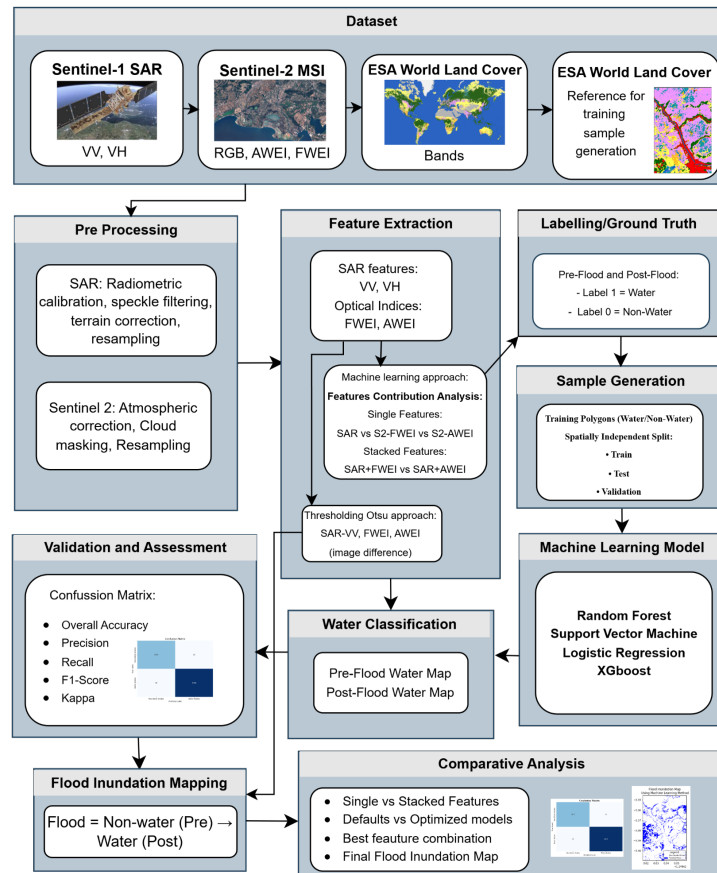 Dataset
Sentinel-1 SAR
VV, VH
Sentinel-2 MSI
RGB, AWEI, FWEI
ESA World Land Cover
Bands
ESA World Land Cover
Reference for
training
sample
generation
Pre Processing
SAR: Radiometric
calibration, speckle filtering,
terrain correction,
resampling
Sentinel 2: Atmospheric
correction, Cloud
masking, Resampling
Feature Extraction
SAR features:
VV, VH
Optical Indices:
FWEI, AWEI
Machine learning approach:
Features Contribution Analysis:
Single Features:
SAR vs S2-FWEI vs S2-AWEI
Stacked Features:
SAR+FWEI vs SAR+AWEI
Thresholding Otsu approach:
SAR-VV, FWEI, AWEI
(image difference)
Labelling/Ground Truth
Pre-Flood and Post-Flood:
- Label 1 = Water
- Label 0 = Non-Water
Sample Generation
Training Polygons (Water/Non-Water)
Spatially Independent Split:
• Train
• Test
• Validation
Machine Learning Model
Random Forest
Support Vector Machine
Logistic Regression
XGboost
Water Classification
Pre-Flood Water Map
Post-Flood Water Map
Validation and Assessment
Confussion Matrix:
● Overall Accuracy
● Precision
● Recall
● F1-Score
● Kappa
Flood Inundation Mapping
Flood = Non-water (Pre) →
Water (Post)
Comparative Analysis
● Single vs Stacked Features
● Defaults vs Optimized models
● Best feauture combination
● Final Flood Inundation Map
Flood Inundation Map
Using Machine Learning Method